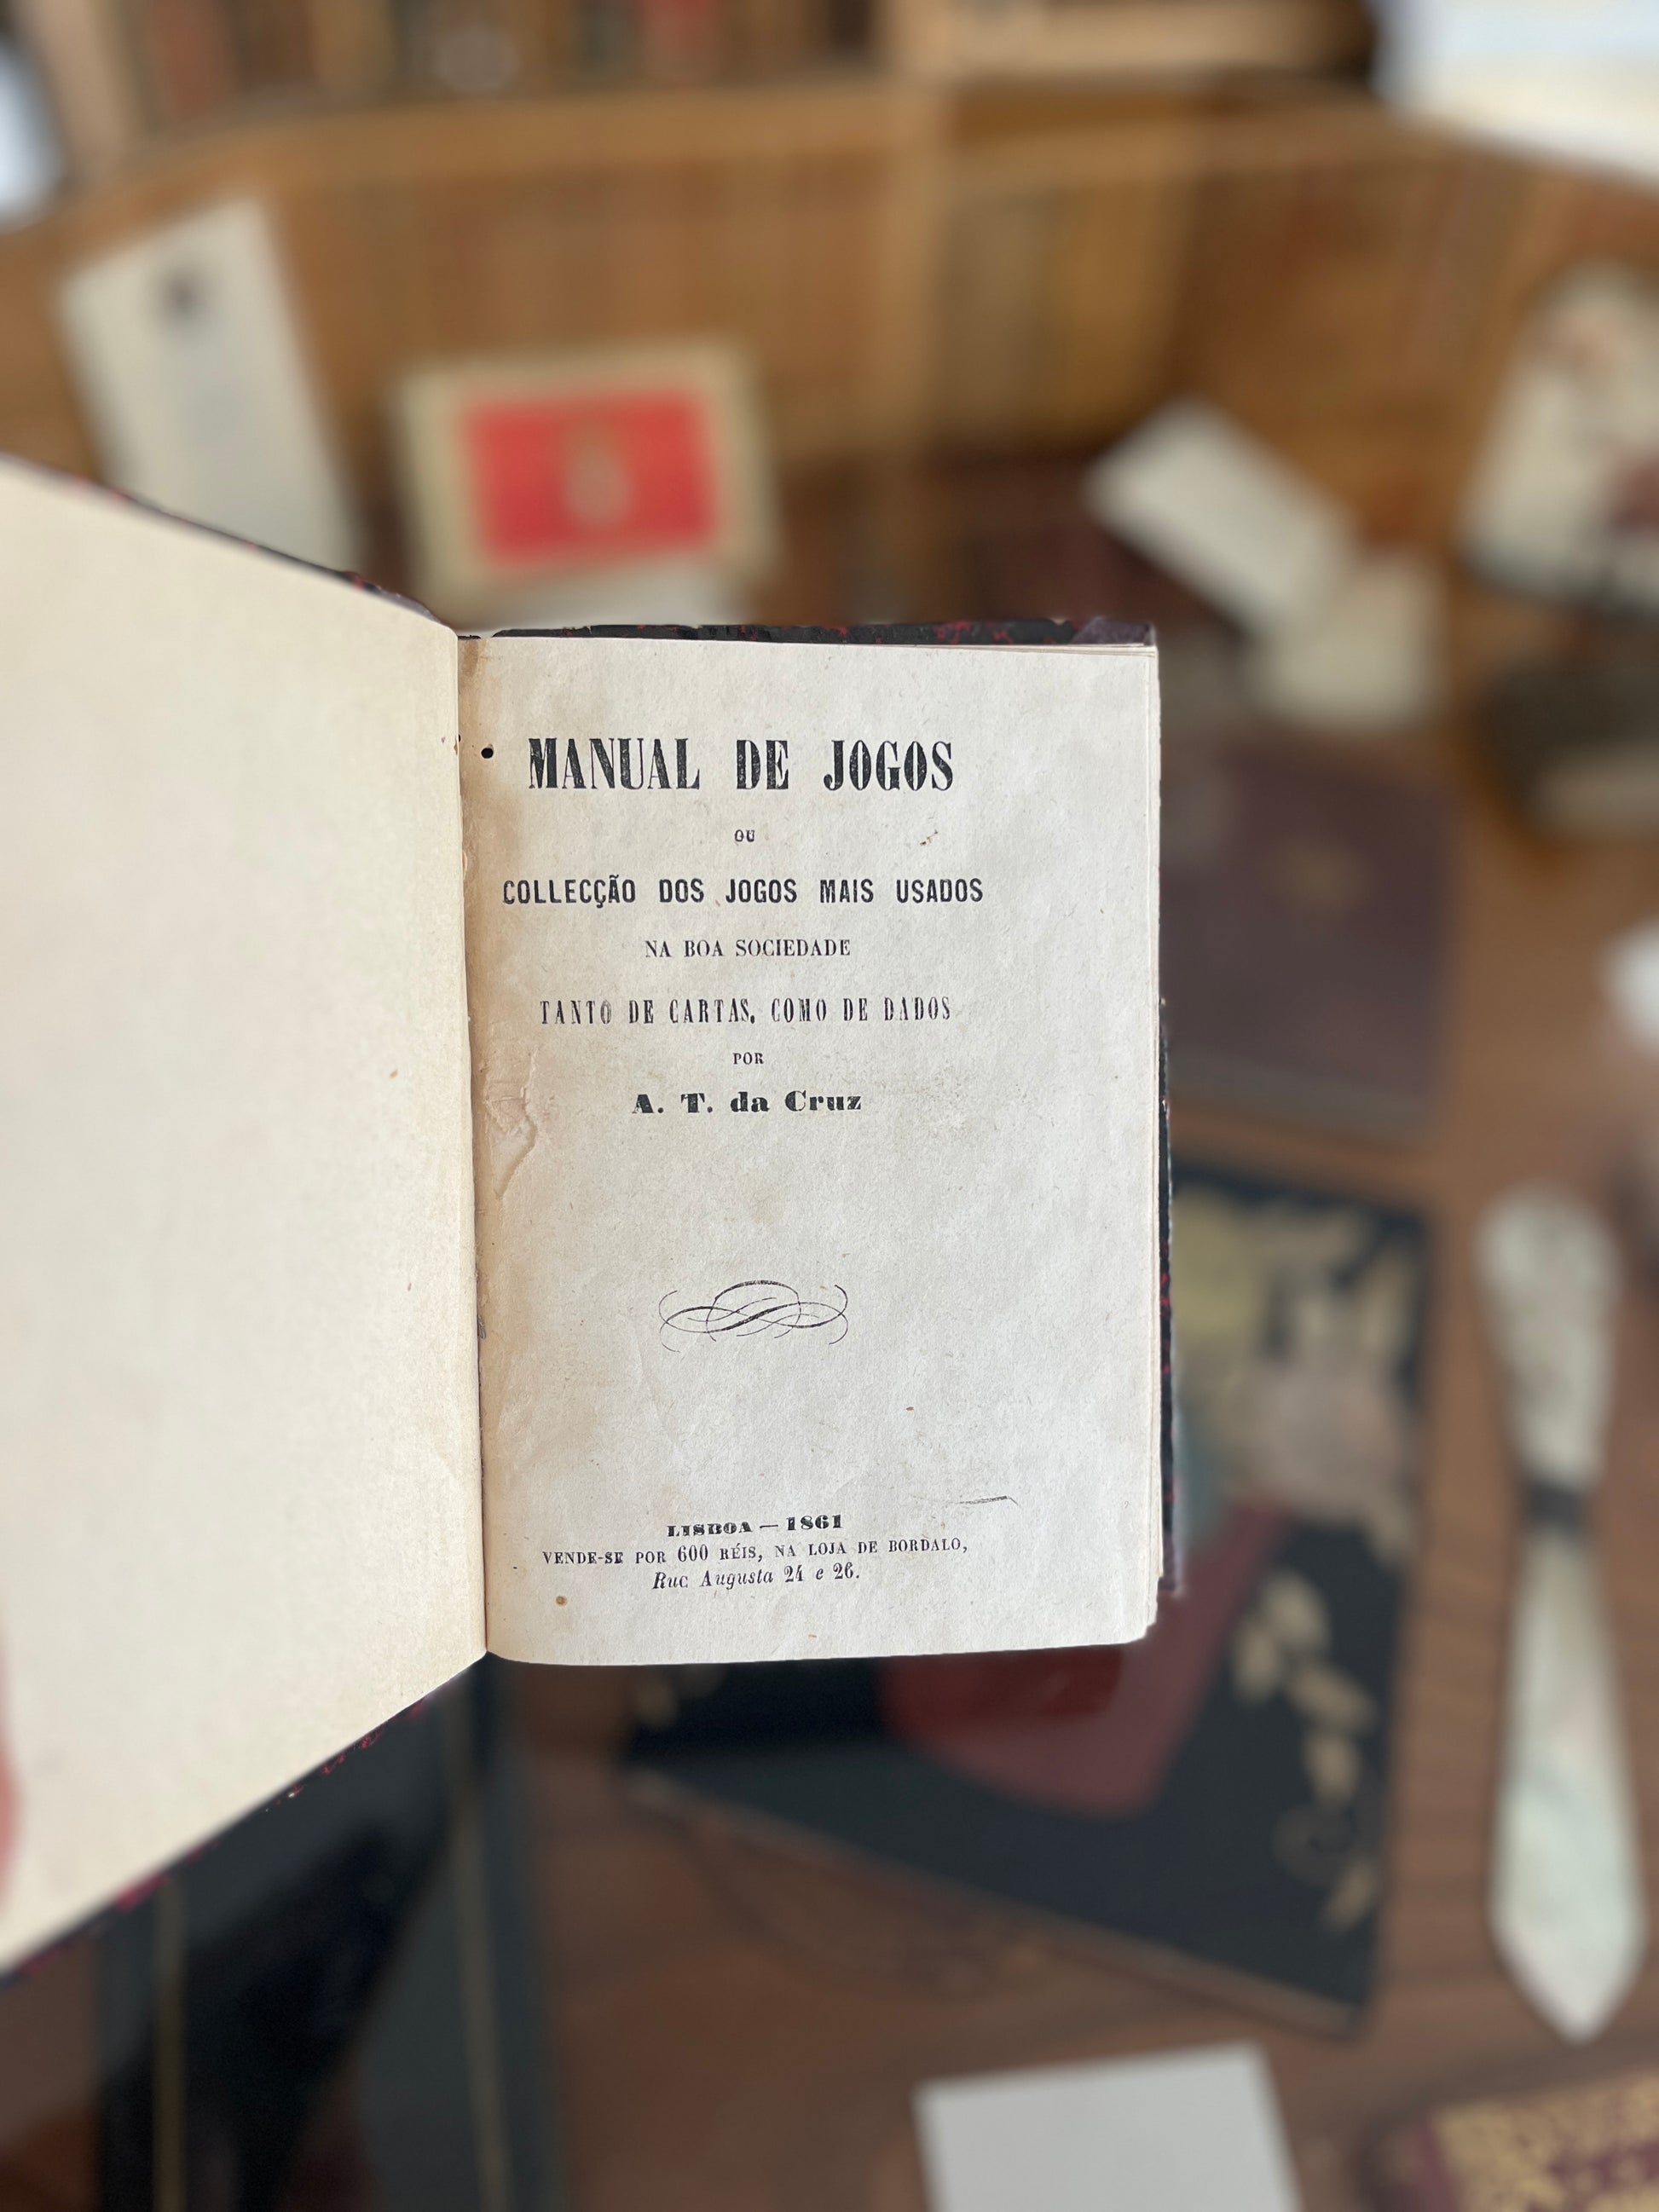 MANUAL DE JOGOS
OU
COLLECÇÃO DOS JOGOS MAIS USADOS
NA BOA SOCIEDADE
TANTO DE CARTAS, COMO DE DADOS
POR
A. T. da Cruz
LISBOA — 1861
VENDE-SE POR 600 RÉIS, NA LOJA DE BORDALO,
Rua Augusta 24 e 26.